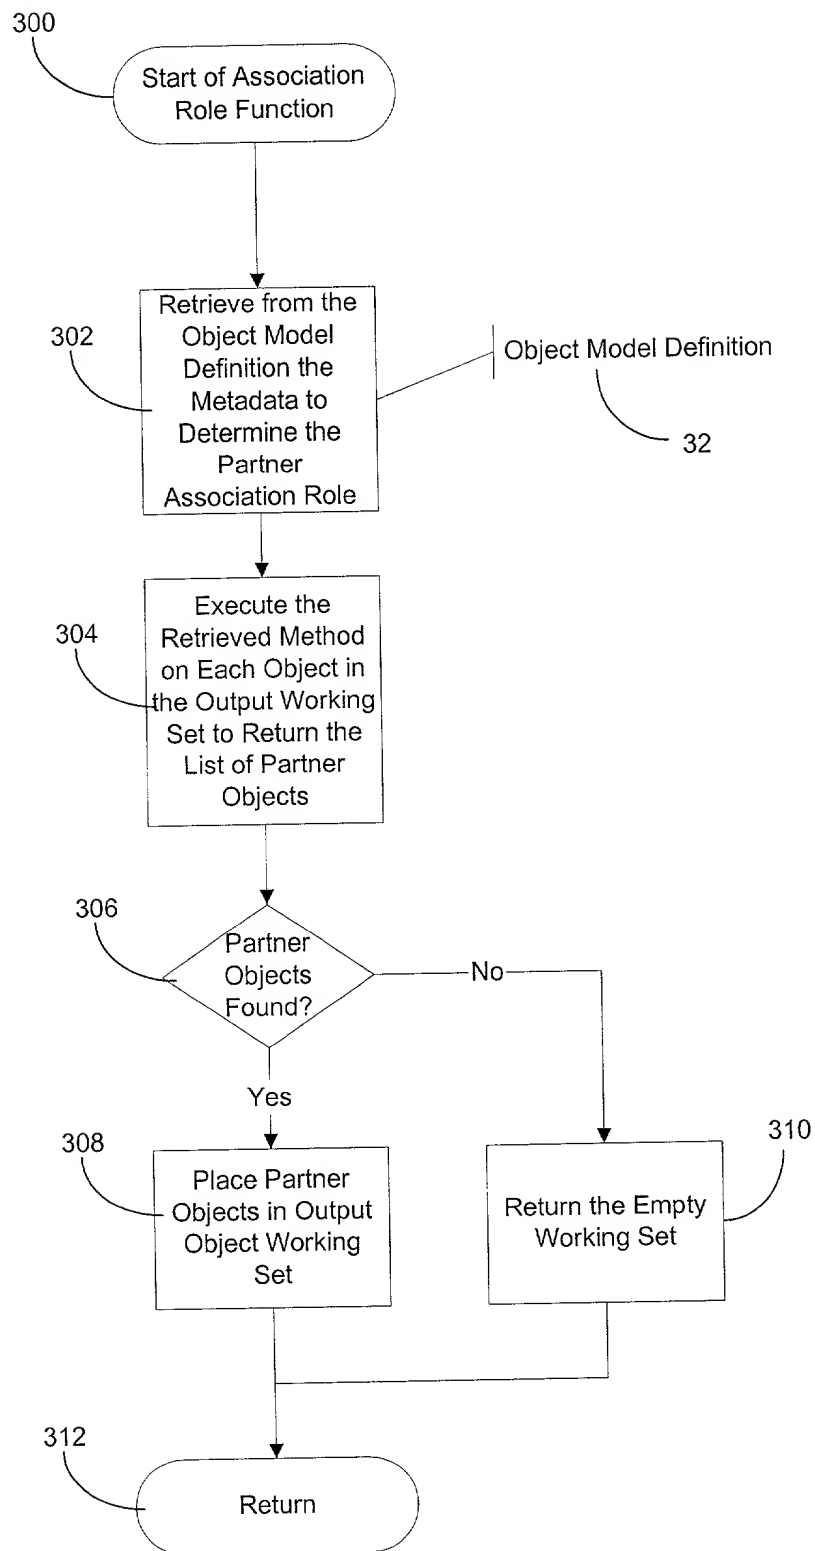 300
Start of Association
Role Function
302
Retrieve from the
Object Model
Definition the
Metadata to
Determine the
Partner
Association Role
Object Model Definition
32
304
Execute the
Retrieved Method
on Each Object in
the Output Working
Set to Return the
List of Partner
Objects
306
Partner
Objects
Found?
No
Yes
308
Place Partner
Objects in Output
Object Working
Set
310
Return the Empty
Working Set
312
Return